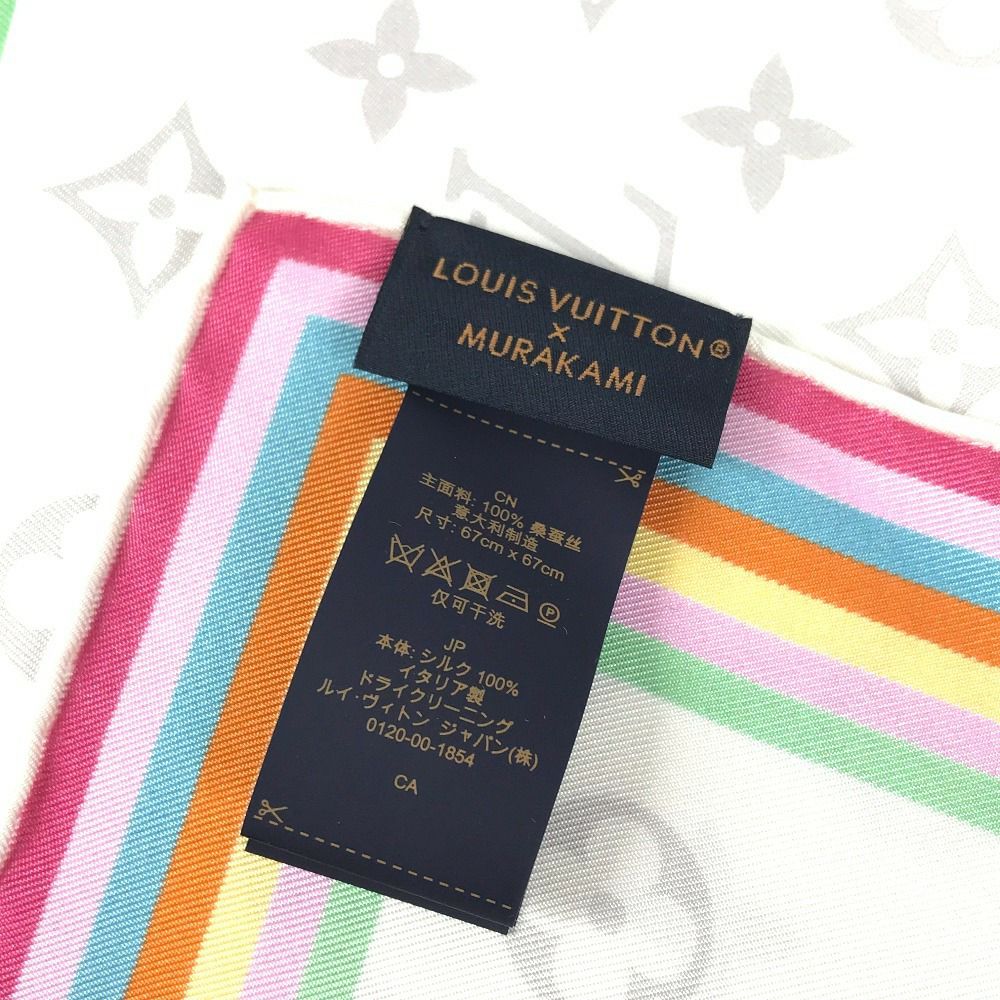 LOUIS VUITTON®
X
MURAKAMI
CN
主面料: 100% 桑蚕丝
意大利制造
尺寸: 67cm x 67cm
P
仅可干洗
JP
本体: シルク 100%
イタリア製
ドライクリーニング
ルイ・ヴィトン ジャパン(株)
0120-00-1854
CA